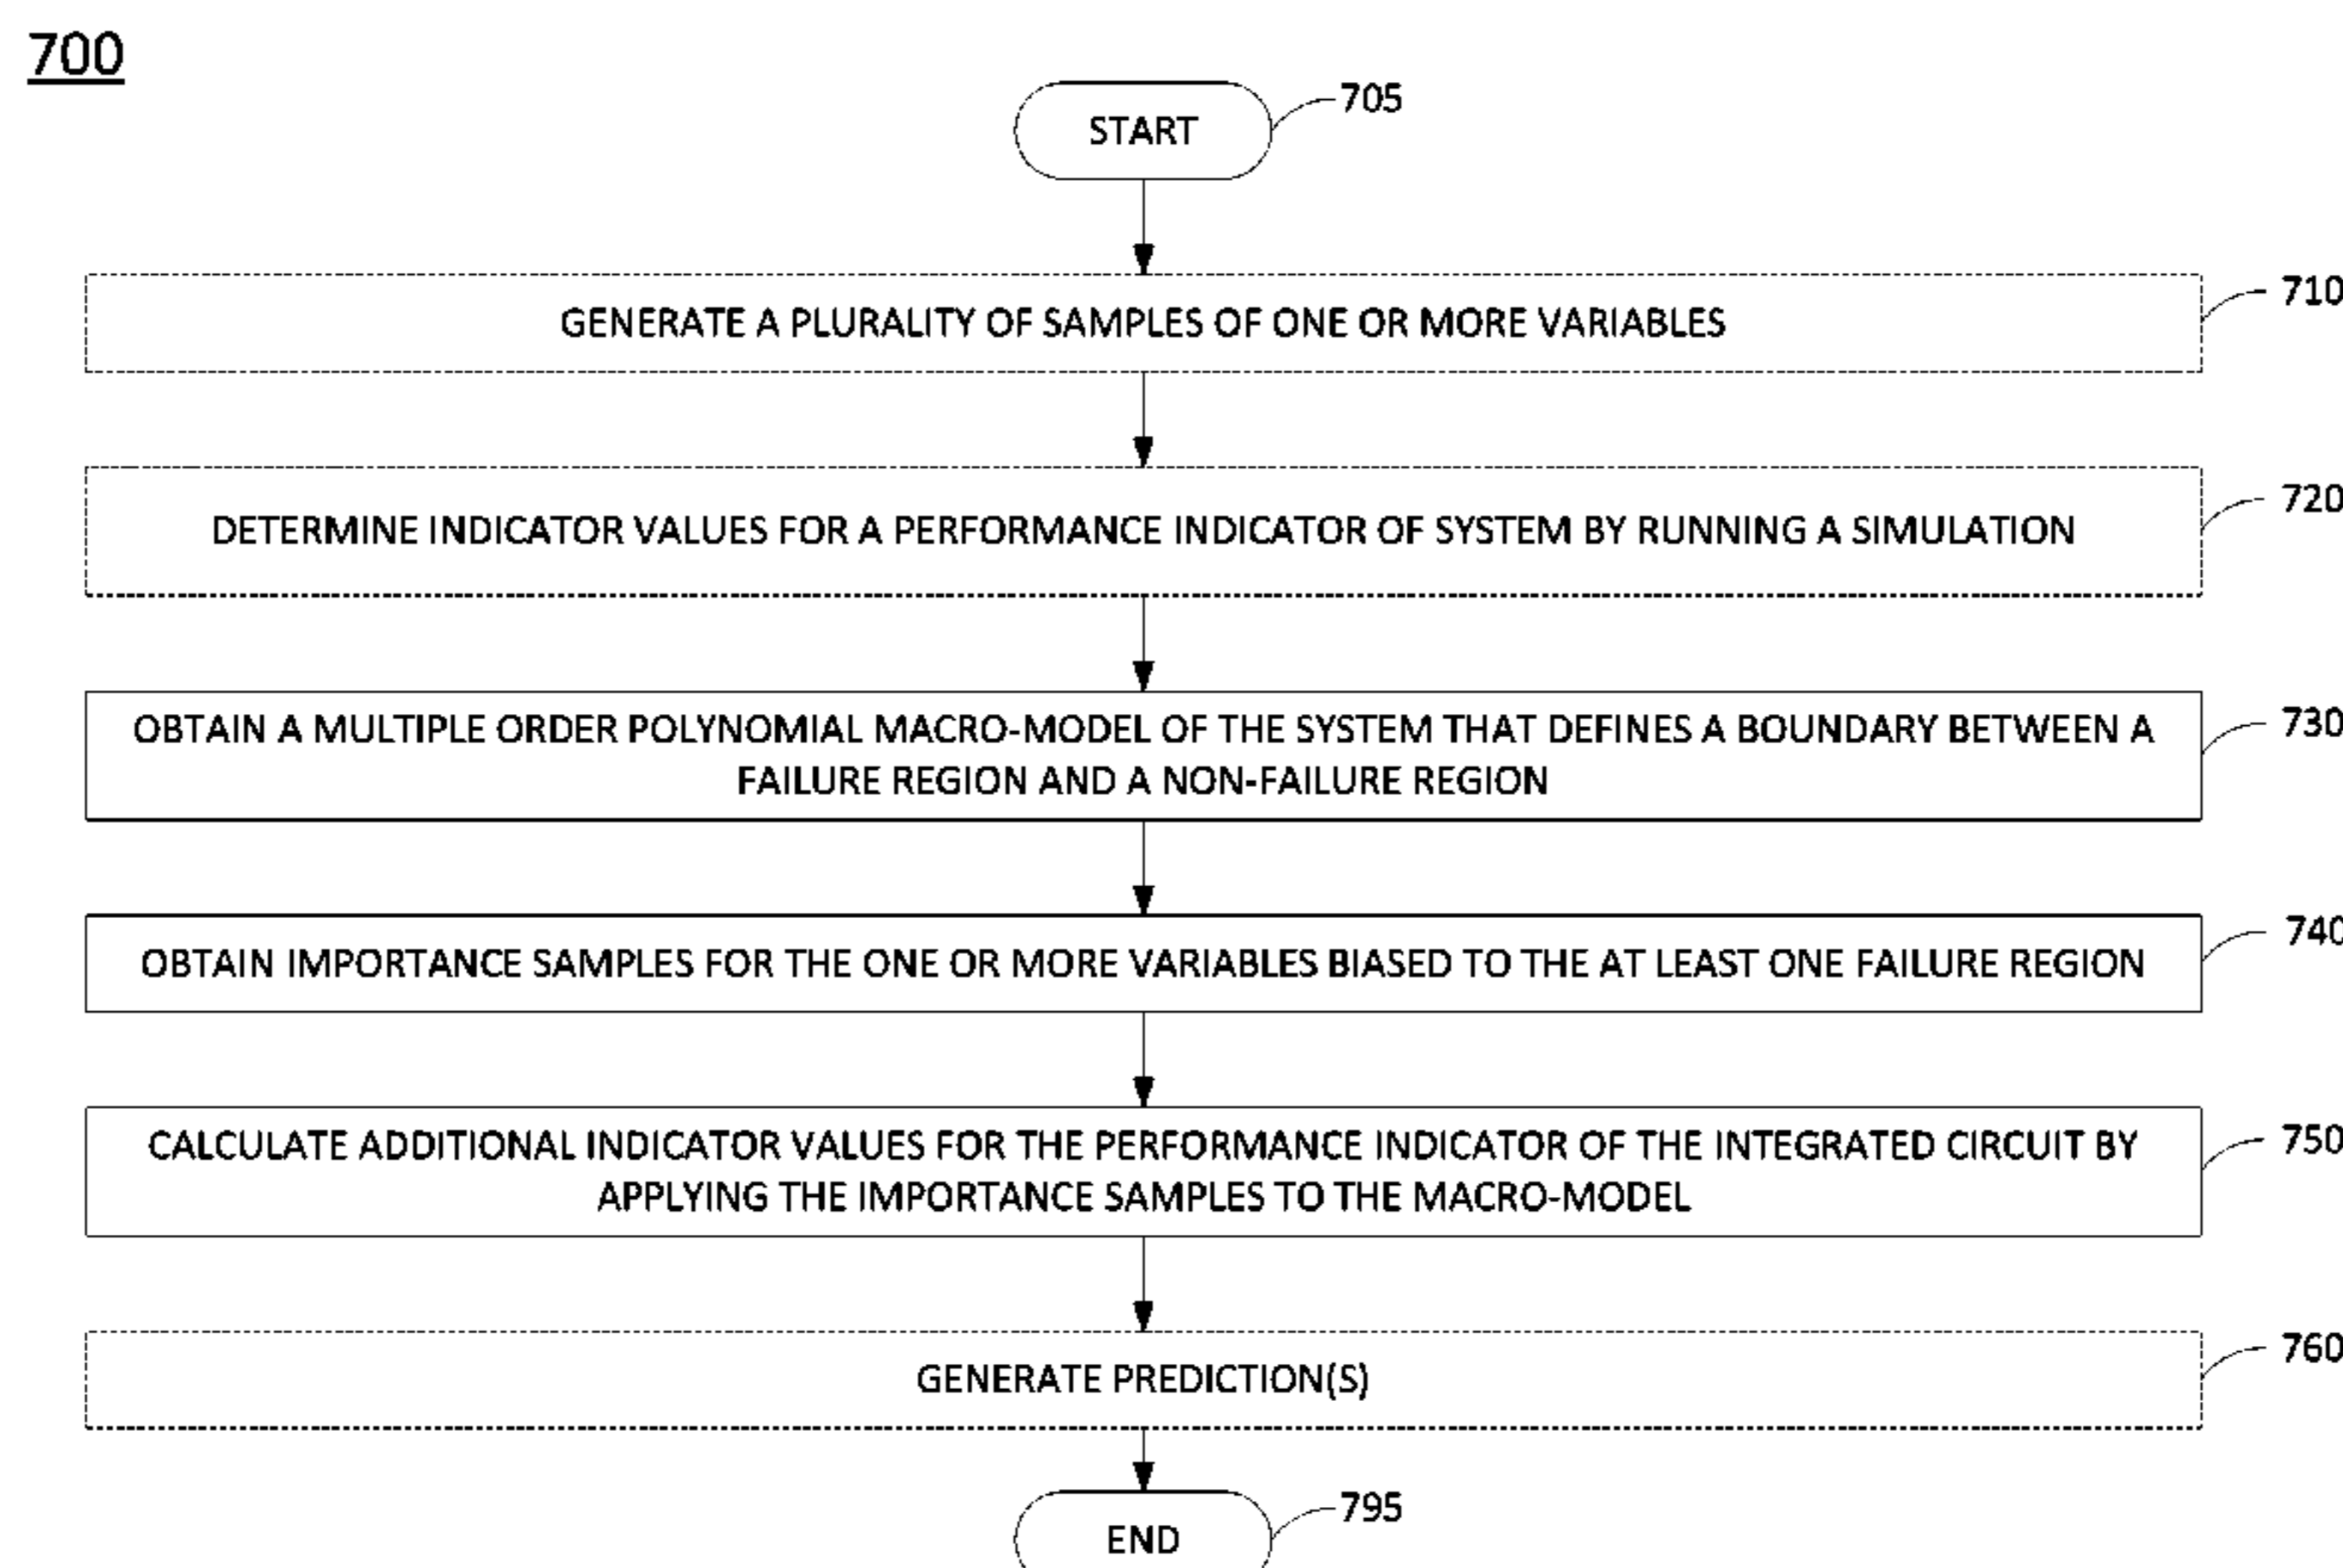 700
START
705
GENERATE A PLURALITY OF SAMPLES OF ONE OR MORE VARIABLES
710
DETERMINE INDICATOR VALUES FOR A PERFORMANCE INDICATOR OF SYSTEM BY RUNNING A SIMULATION
720
OBTAIN A MULTIPLE ORDER POLYNOMIAL MACRO-MODEL OF THE SYSTEM THAT DEFINES A BOUNDARY BETWEEN A
FAILURE REGION AND A NON-FAILURE REGION
730
OBTAIN IMPORTANCE SAMPLES FOR THE ONE OR MORE VARIABLES BIASED TO THE AT LEAST ONE FAILURE REGION
740
CALCULATE ADDITIONAL INDICATOR VALUES FOR THE PERFORMANCE INDICATOR OF THE INTEGRATED CIRCUIT BY
APPLYING THE IMPORTANCE SAMPLES TO THE MACRO-MODEL
750
GENERATE PREDICTION(S)
760
END
795